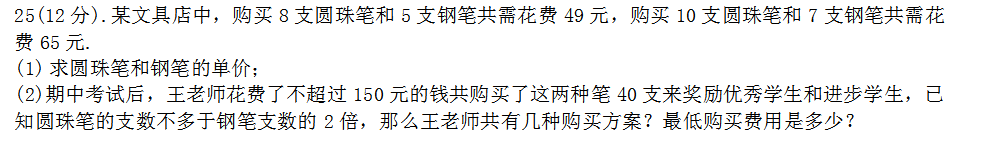 25(12 分).某文具店中，购买 8 支圆珠笔和 5 支钢笔共需花费 49 元，购买 10 支圆珠笔和 7 支钢笔共需花
费 65 元.
(1) 求圆珠笔和钢笔的单价；
(2)期中考试后，王老师花费了不超过 150 元的钱共购买了这两种笔 40 支来奖励优秀学生和进步学生，已
知圆珠笔的支数不多于钢笔支数的 2 倍，那么王老师共有几种购买方案？最低购买费用是多少？